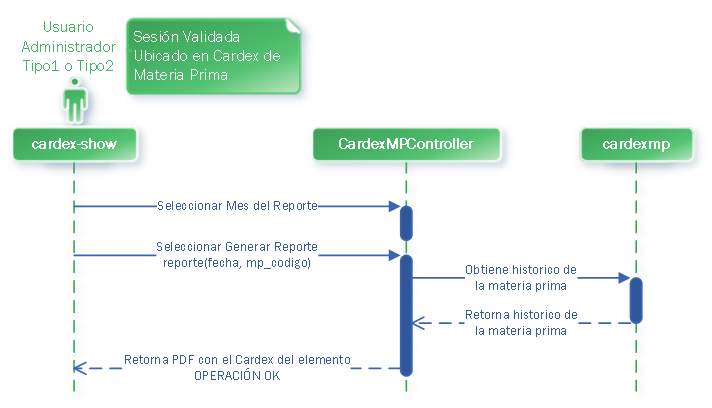 Usuario
Administrador
Tipo1 o Tipo2
Sesión Validada
Ubicado en Cardex de
Materia Prima
cardex-show
CardexMPController
cardexmp
Seleccionar Mes del Reporte
Seleccionar Generar Reporte
reporte(fecha, mp_codigo)
Obtiene historico de
la materia prima
Retorna historico de
la materia prima
Retorna PDF con el Cardex del elemento
OPERACIÓN OK